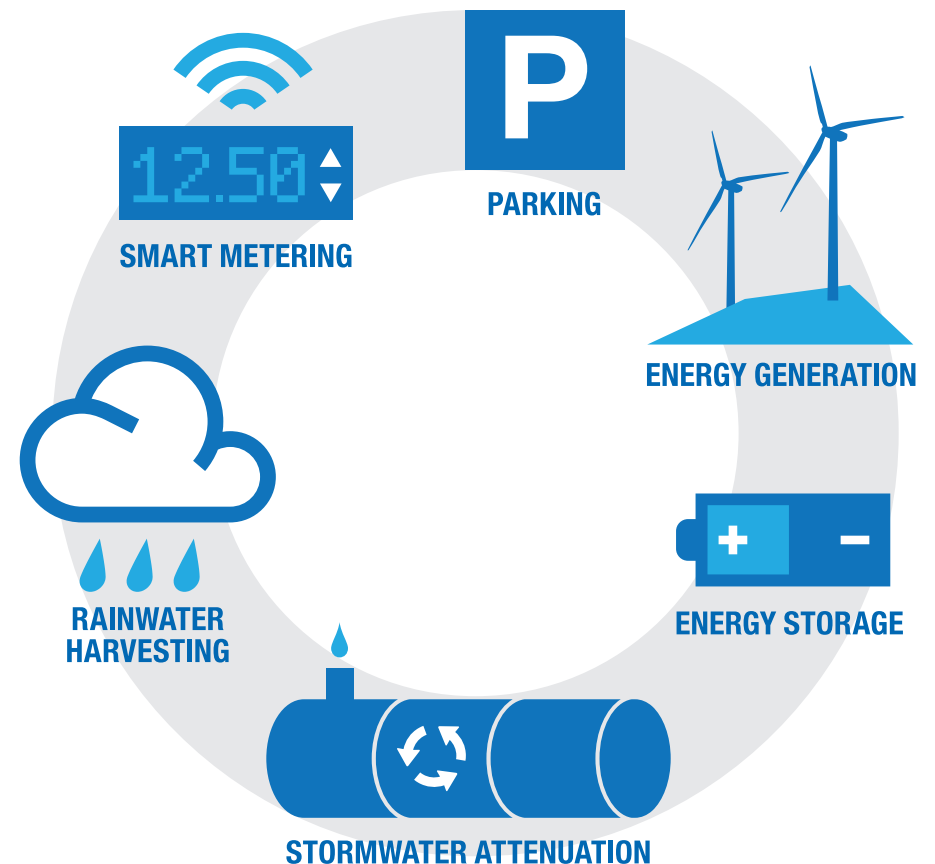 P
PARKING
12.50
SMART METERING
ENERGY GENERATION
+ −
ENERGY STORAGE
RAINWATER
HARVESTING
STORMWATER ATTENUATION